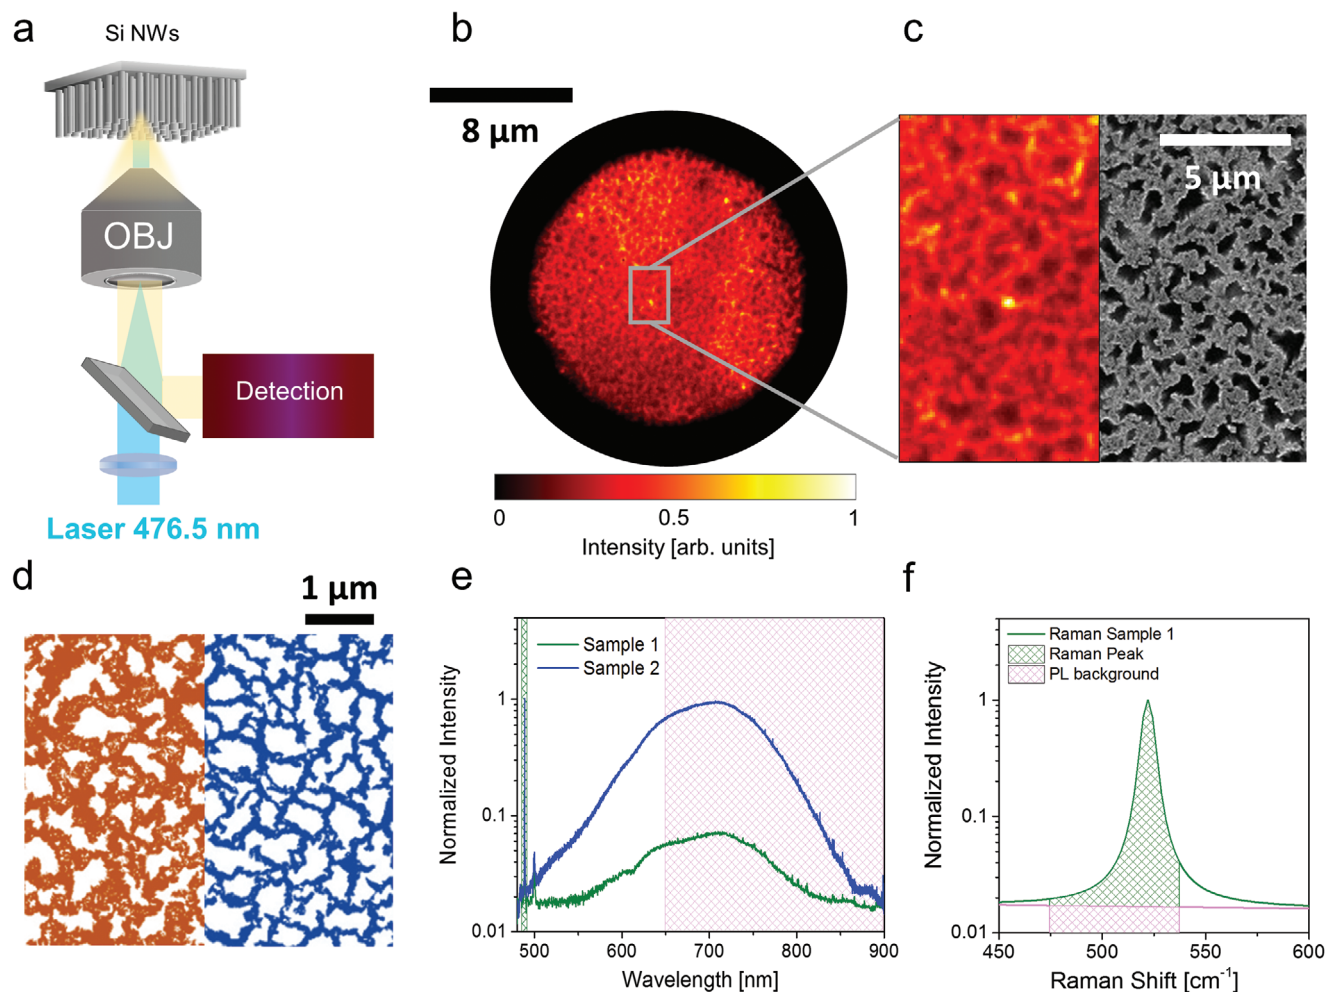 a
Si NWs
OBJ
Detection
Laser 476.5 nm
b
8 μm
0
0.5
1
Intensity [arb. units]
c
5 μm
d
1 μm
e
Sample 1
Sample 2
Normalized Intensity
1
0.1
0.01
500
600
700
800
900
Wavelength [nm]
f
Raman Sample 1
Raman Peak
PL background
Normalized Intensity
1
0.1
0.01
450
500
550
600
Raman Shift [cm⁻¹]